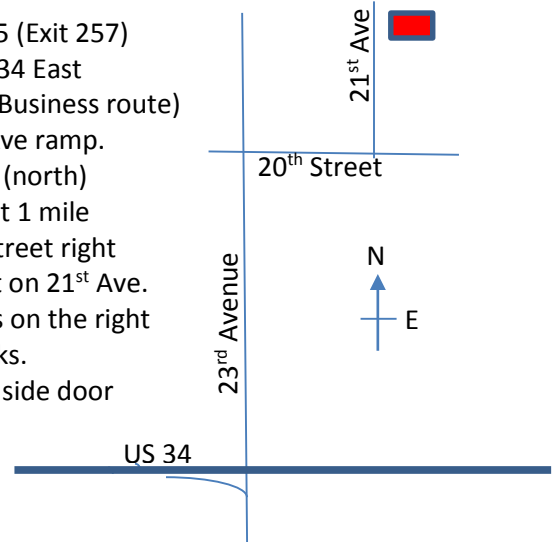 5 (Exit 257)
34 East
Business route)
ve ramp.
(north)
t 1 mile
treet right
t on 21st Ave.
s on the right
ks.
side door
21st Ave
20th Street
23rd Avenue
N
E
US 34